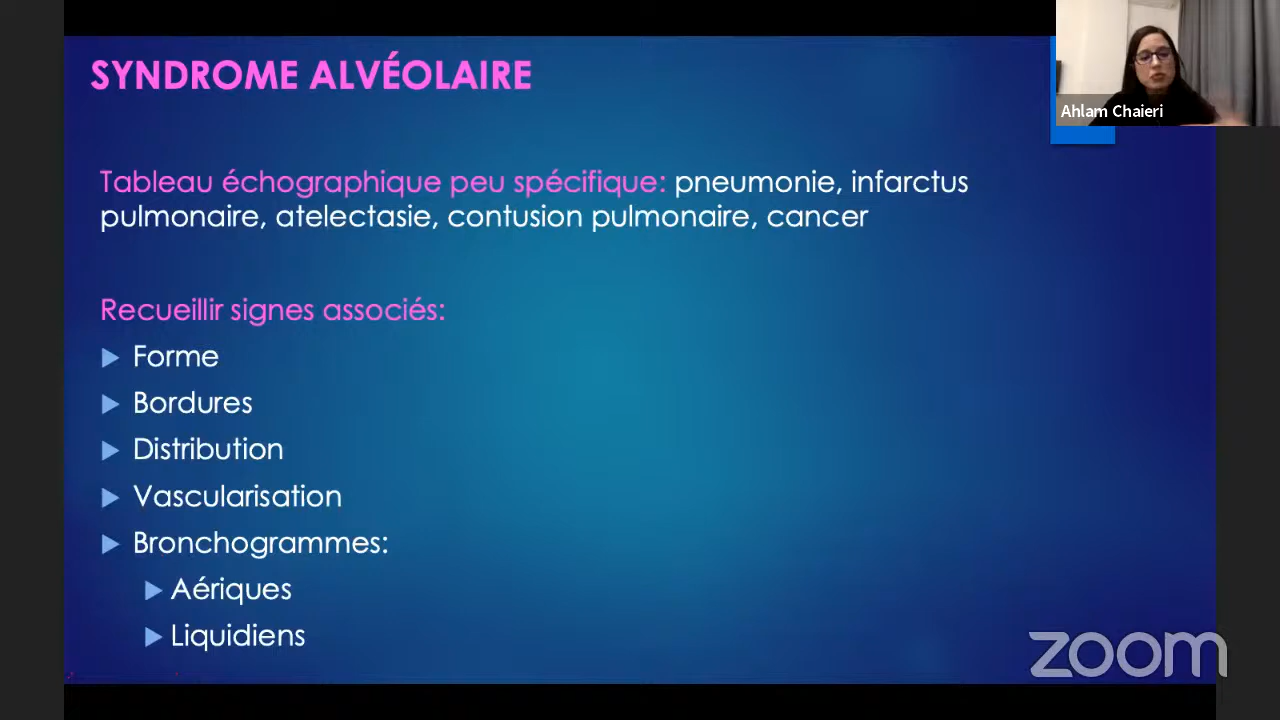 SYNDROME ALVÉOLAIRE
Ahlam Chaieri
Tableau échographique peu spécifique: pneumonie, infarctus
pulmonaire, atelectasie, contusion pulmonaire, cancer
Recueillir signes associés:
Forme
Bordures
Distribution
Vascularisation
Bronchogrammes:
Aériques
Liquidiens
zoom